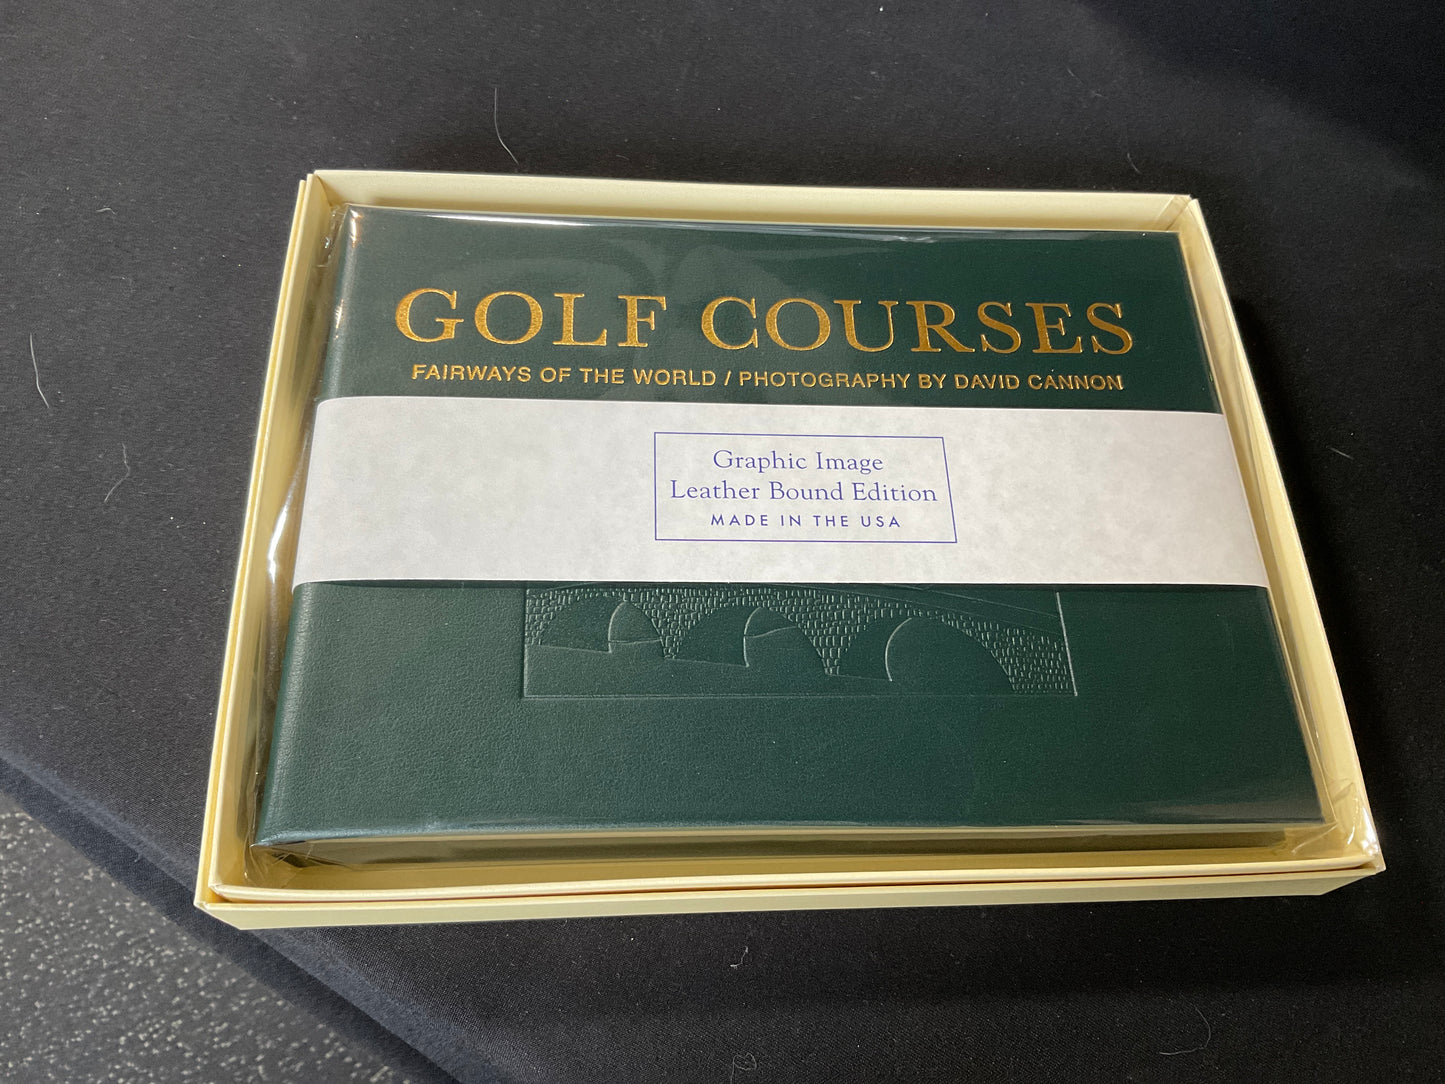 GOLF COURSES
FAIRWAYS OF THE WORLD / PHOTOGRAPHY BY DAVID CANNON
Graphic Image
Leather Bound Edition
MADE IN THE USA